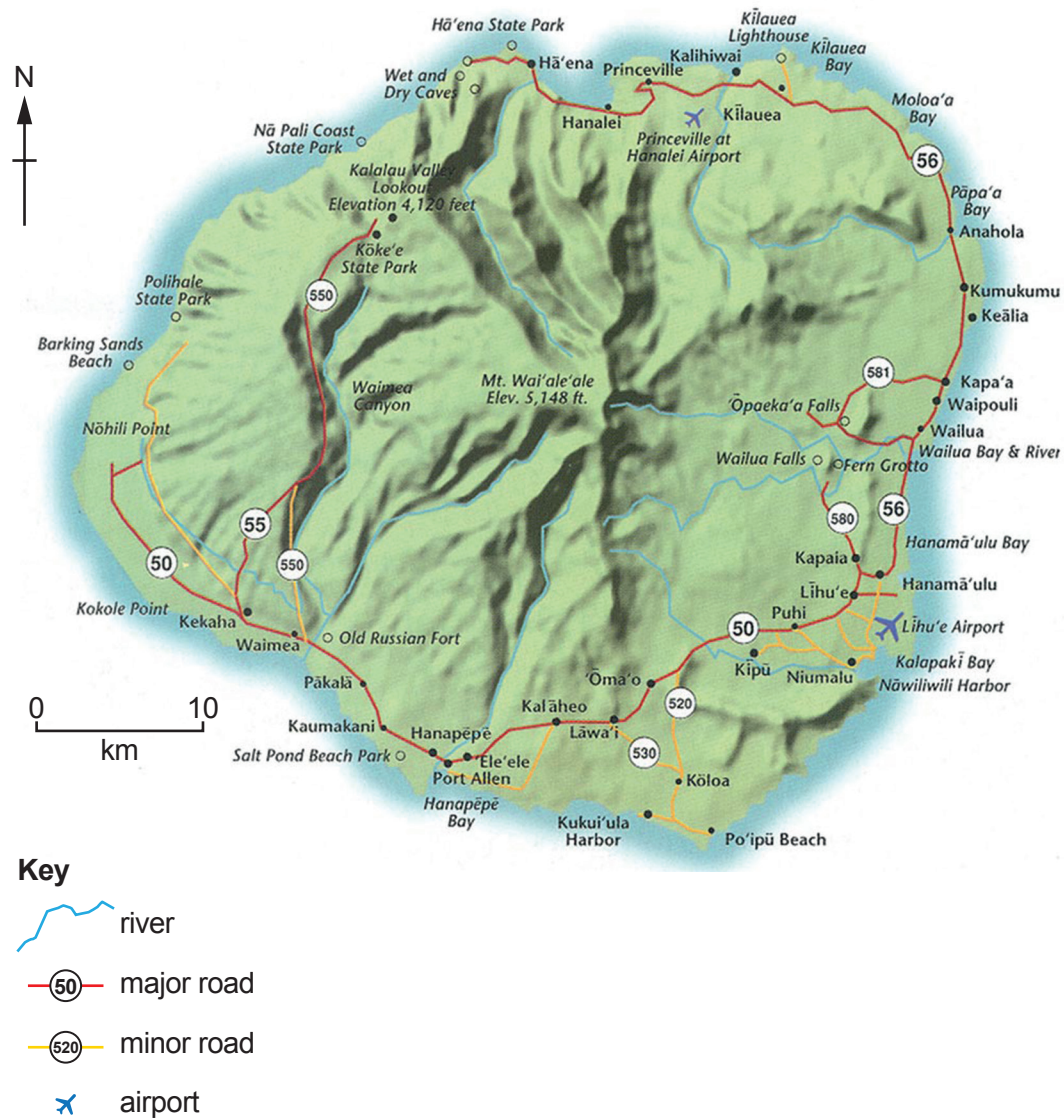 Hā'ena State Park
Kīlauea
Lighthouse
Kīlauea
Bay
Kalihiwai
Princeville
Hā'ena
N
Wet and
Dry Caves
Hanalei
Kīlauea
Moloa'a
Bay
Princeville at
Hanalei Airport
Nā Pali Coast
State Park
56
Kalalau Valley
Lookout
Elevation 4,120 feet
Pāpa'a
Bay
Anahola
Kōke'e
State Park
Polihale
State Park
550
Kumukumu
Keālia
Barking Sands
Beach
Mt. Wai'ale'ale
Elev. 5,148 ft.
581
Kapa'a
Waimea
Canyon
'Ōpaeka'a Falls
Waipouli
Nōhili Point
Wailua
Wailua Bay & River
Wailua Falls
Fern Grotto
55
580
56
50
550
Kapaia
Hanamā'ulu Bay
Hanamā'ulu
Kokole Point
Kekaha
Līhu'e
Puhi
Waimea
Old Russian Fort
50
Līhu'e Airport
Kīpū
Niumalu
Kalapakī Bay
Nāwiliwili Harbor
Pākalā
'Ōma'o
520
0 10
km
Kaumakani
Kalāheo
Lāwa'i
Hanapēpē
530
Salt Pond Beach Park
Ele'ele
Port Allen
Kōloa
Hanapēpē
Bay
Kukui'ula
Harbor
Po'ipū Beach
Key
river
50 major road
520 minor road
airport